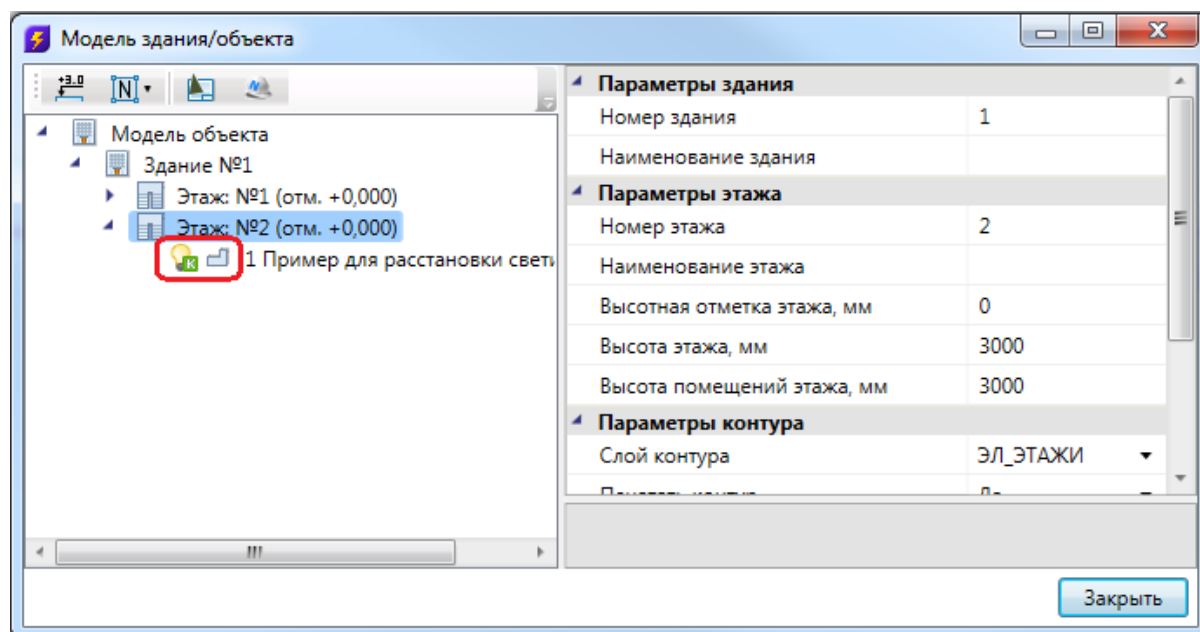 Модель здания/объекта
+3.0
N
Модель объекта
Здание №1
Этаж: №1 (отм. +0,000)
Этаж: №2 (отм. +0,000)
К
1 Пример для расстановки свети
Параметры здания
Номер здания 1
Наименование здания
Параметры этажа
Номер этажа 2
Наименование этажа
Высотная отметка этажа, мм 0
Высота этажа, мм 3000
Высота помещений этажа, мм 3000
Параметры контура
Слой контура ЭЛ_ЭТАЖИ
Закрыть